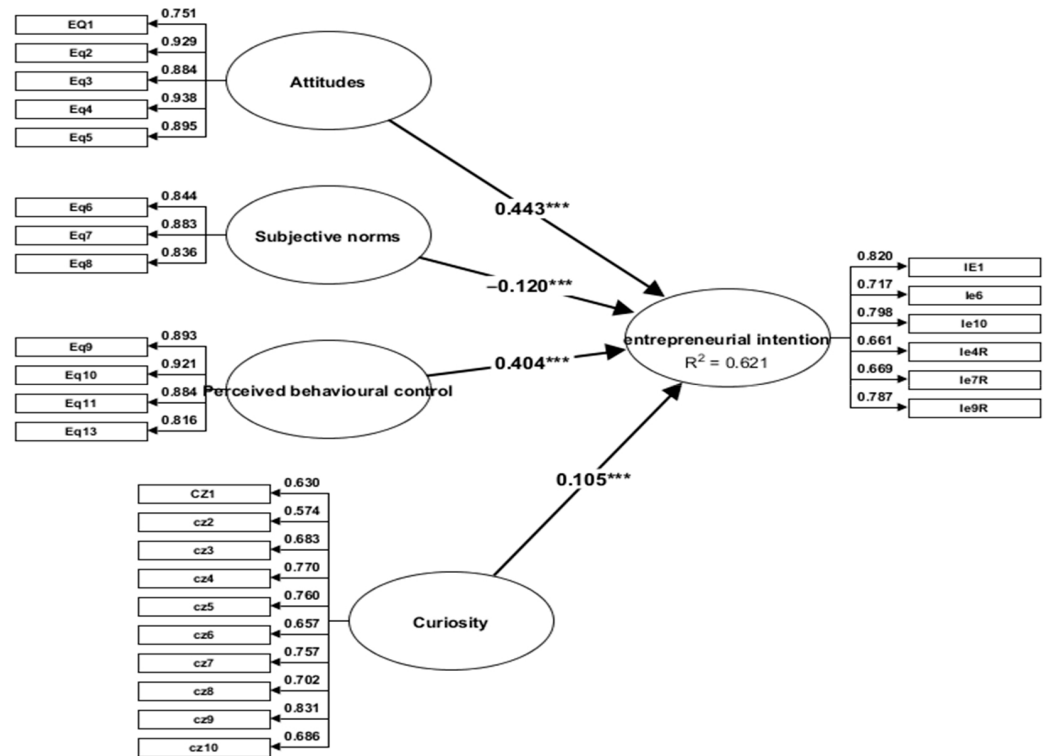 0.751
EQ1
0.929
Eq2
0.884
Eq3
0.938
Eq4
0.895
Eq5
Attitudes
0.443***
0.844
Eq6
0.883
Eq7
0.836
Eq8
Subjective norms
−0.120***
0.893
Eq9
0.921
Eq10
0.884
Eq11
0.816
Eq13
Perceived behavioural control
0.404***
entrepreneurial intention
R² = 0.621
0.820
IE1
0.717
Ie6
0.798
Ie10
0.661
Ie4R
0.669
Ie7R
0.787
Ie9R
0.105***
0.630
CZ1
0.574
cz2
0.683
cz3
0.770
cz4
0.760
cz5
0.657
cz6
0.757
cz7
0.702
cz8
0.831
cz9
0.686
cz10
Curiosity